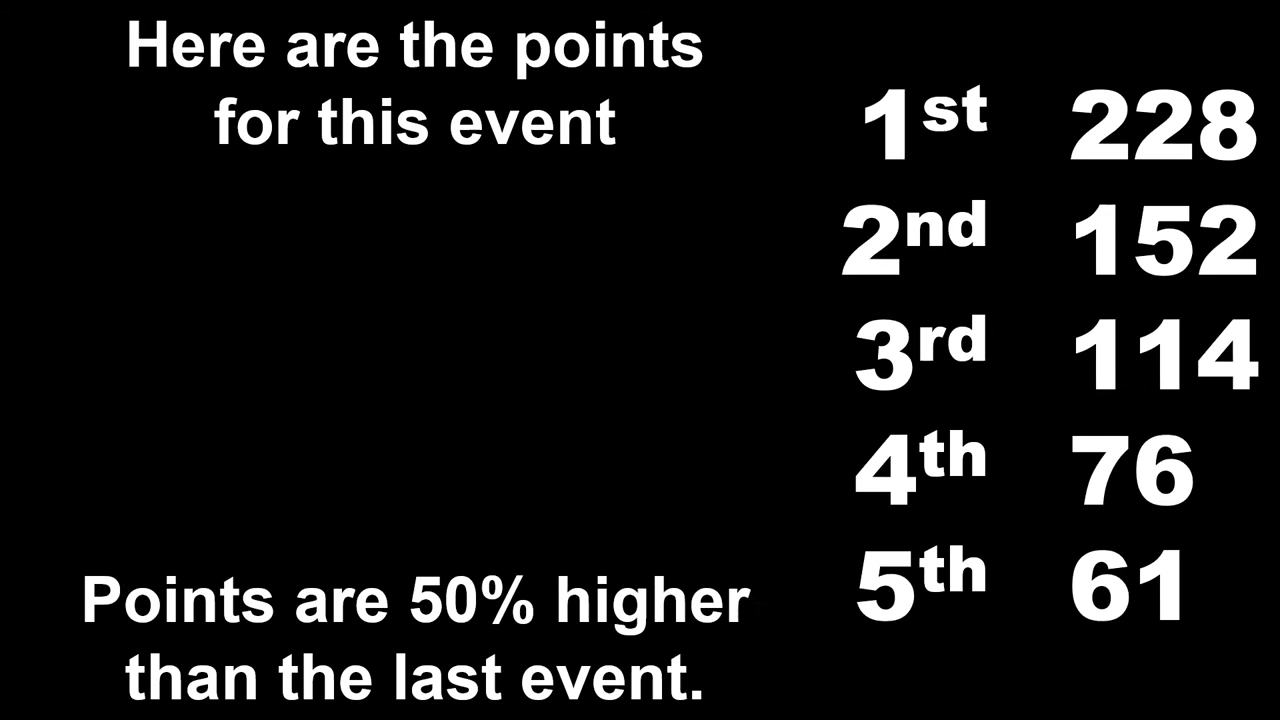 Here are the points
for this event
1st 228
2nd 152
3rd 114
4th 76
5th 61
Points are 50% higher
than the last event.